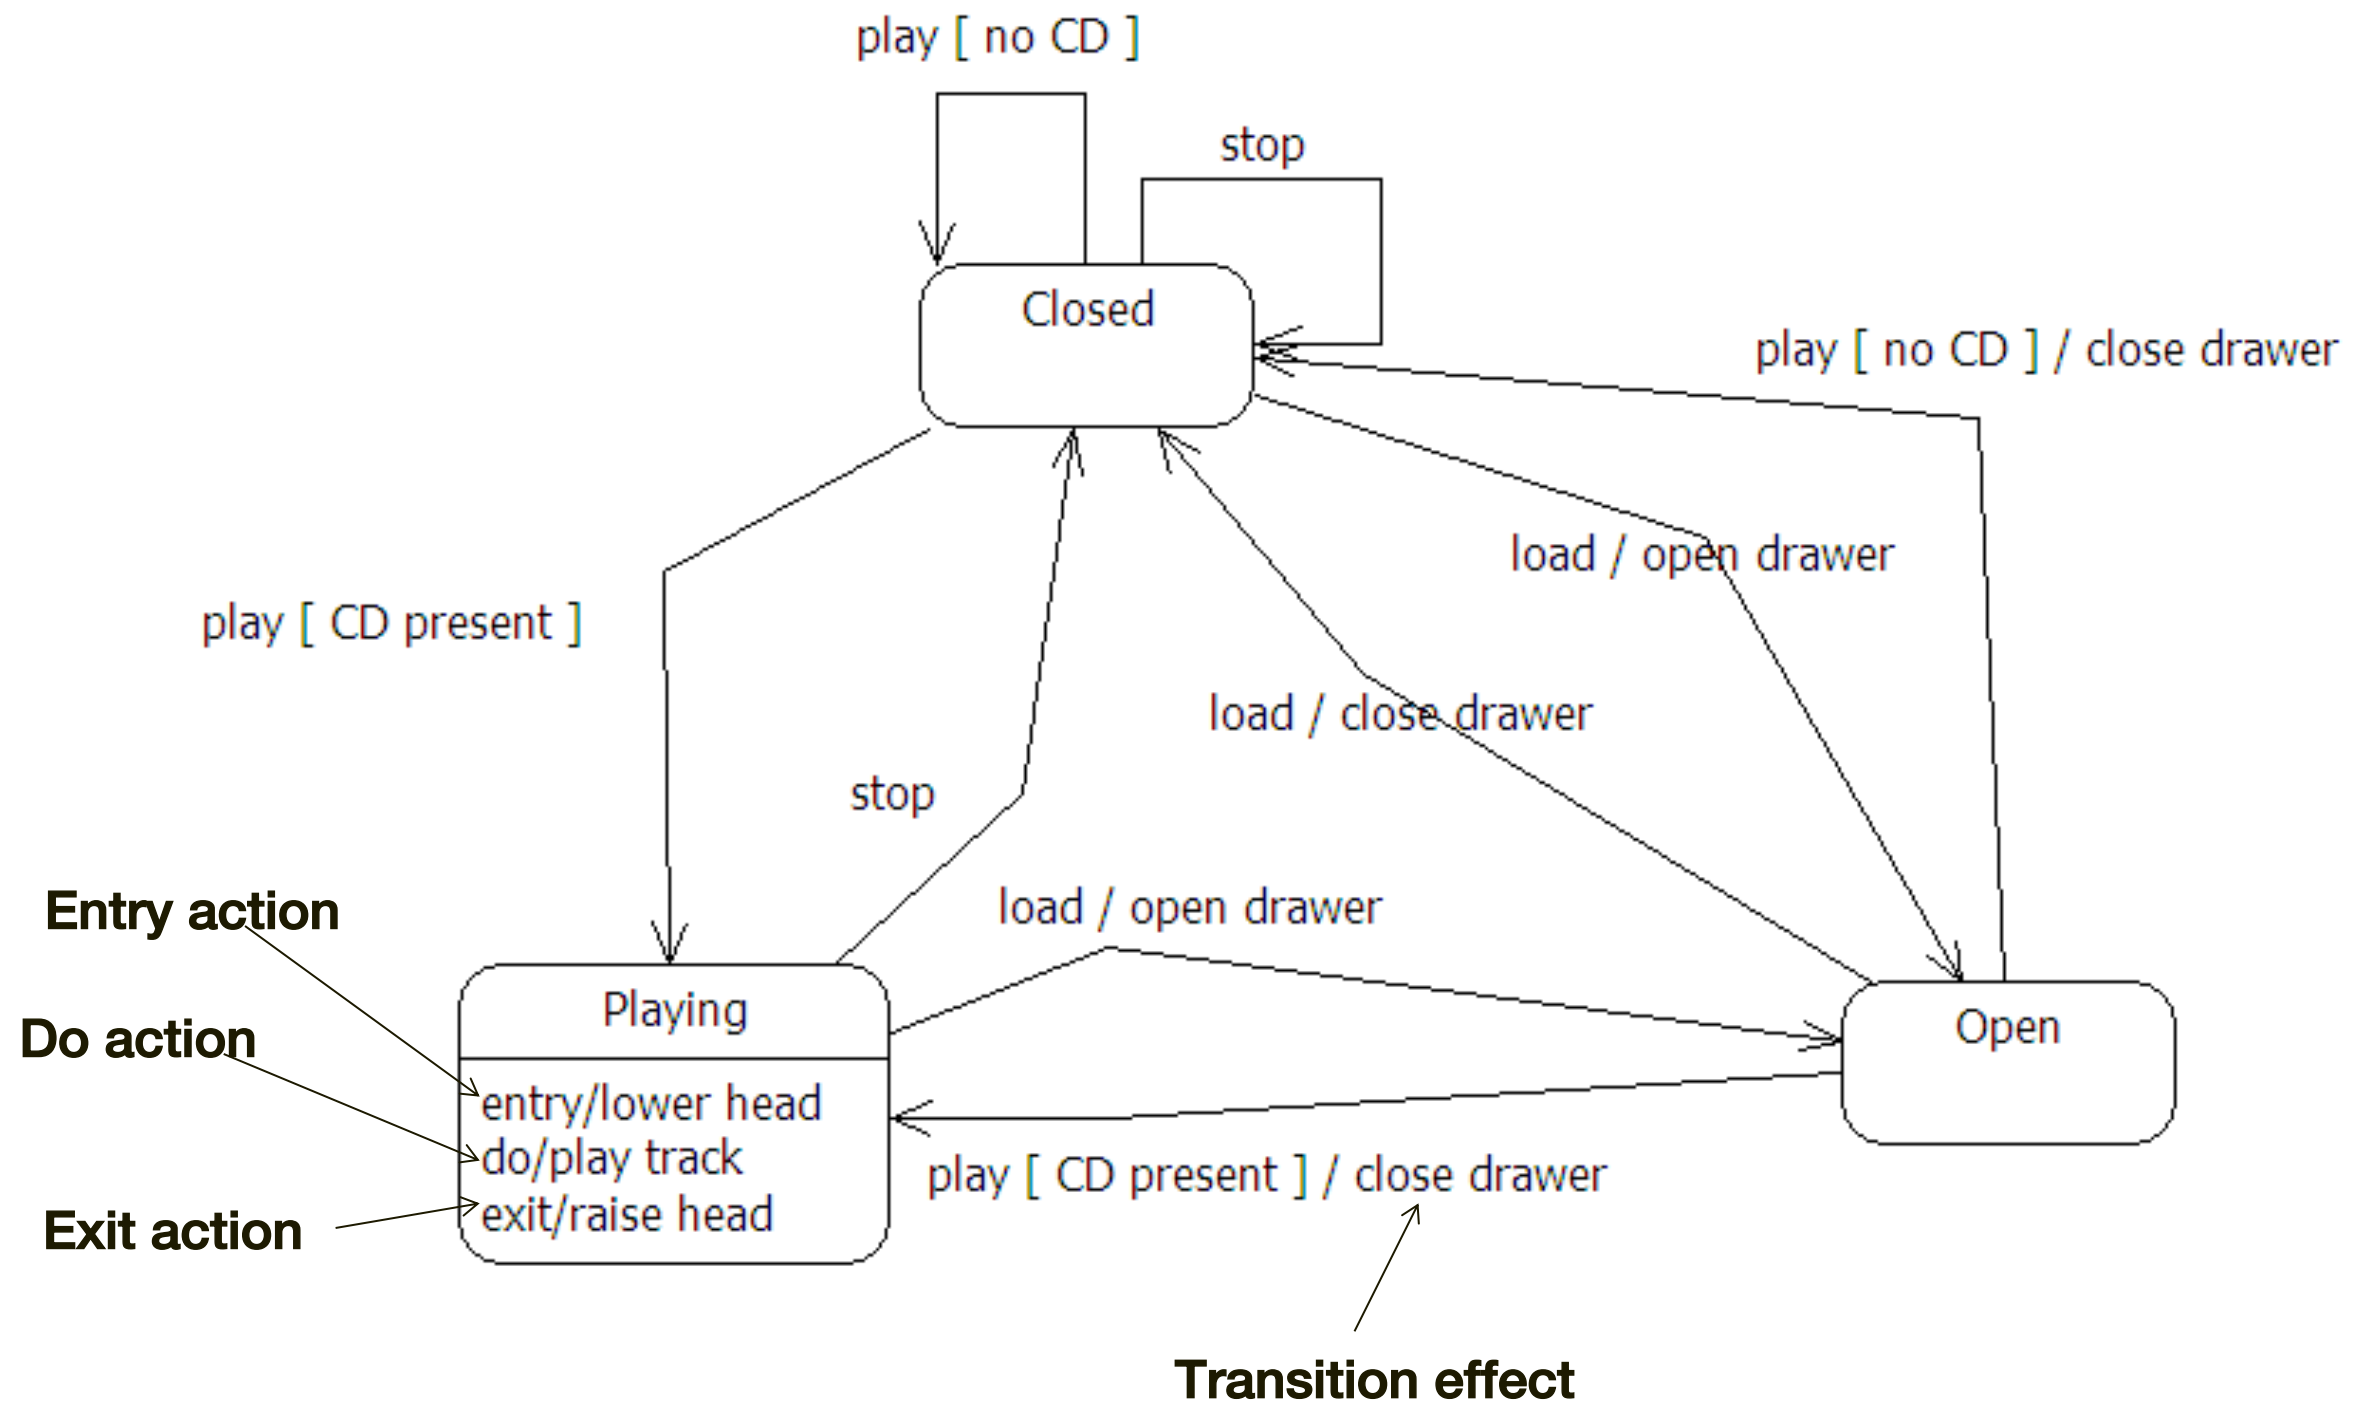 play [ no CD ]
stop
Closed
play [ no CD ] / close drawer
load / open drawer
play [ CD present ]
load / close drawer
stop
load / open drawer
Entry action
Playing
Open
Do action
entry/lower head
do/play track
play [ CD present ] / close drawer
exit/raise head
Exit action
Transition effect